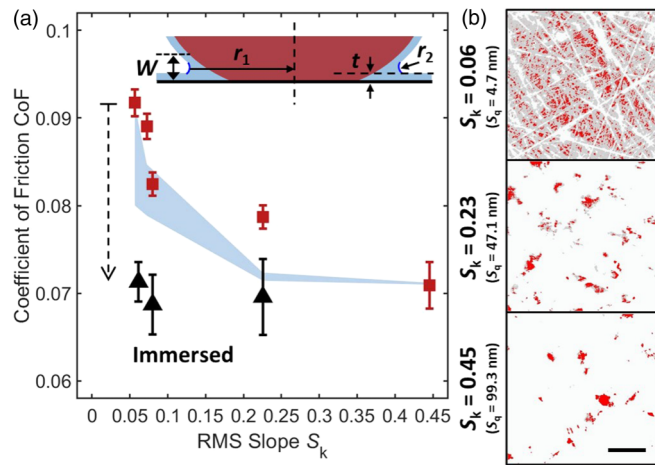 (a)
0.1
0.09
0.08
0.07
0.06
Coefficient of Friction CoF
W
r1
t
r2
Immersed
0
0.05
0.1
0.15
0.2
0.25
0.3
0.35
0.4
0.45
RMS Slope Sk
(b)
Sk = 0.06
(Sq = 4.7 nm)
Sk = 0.23
(Sq = 47.1 nm)
Sk = 0.45
(Sq = 99.3 nm)